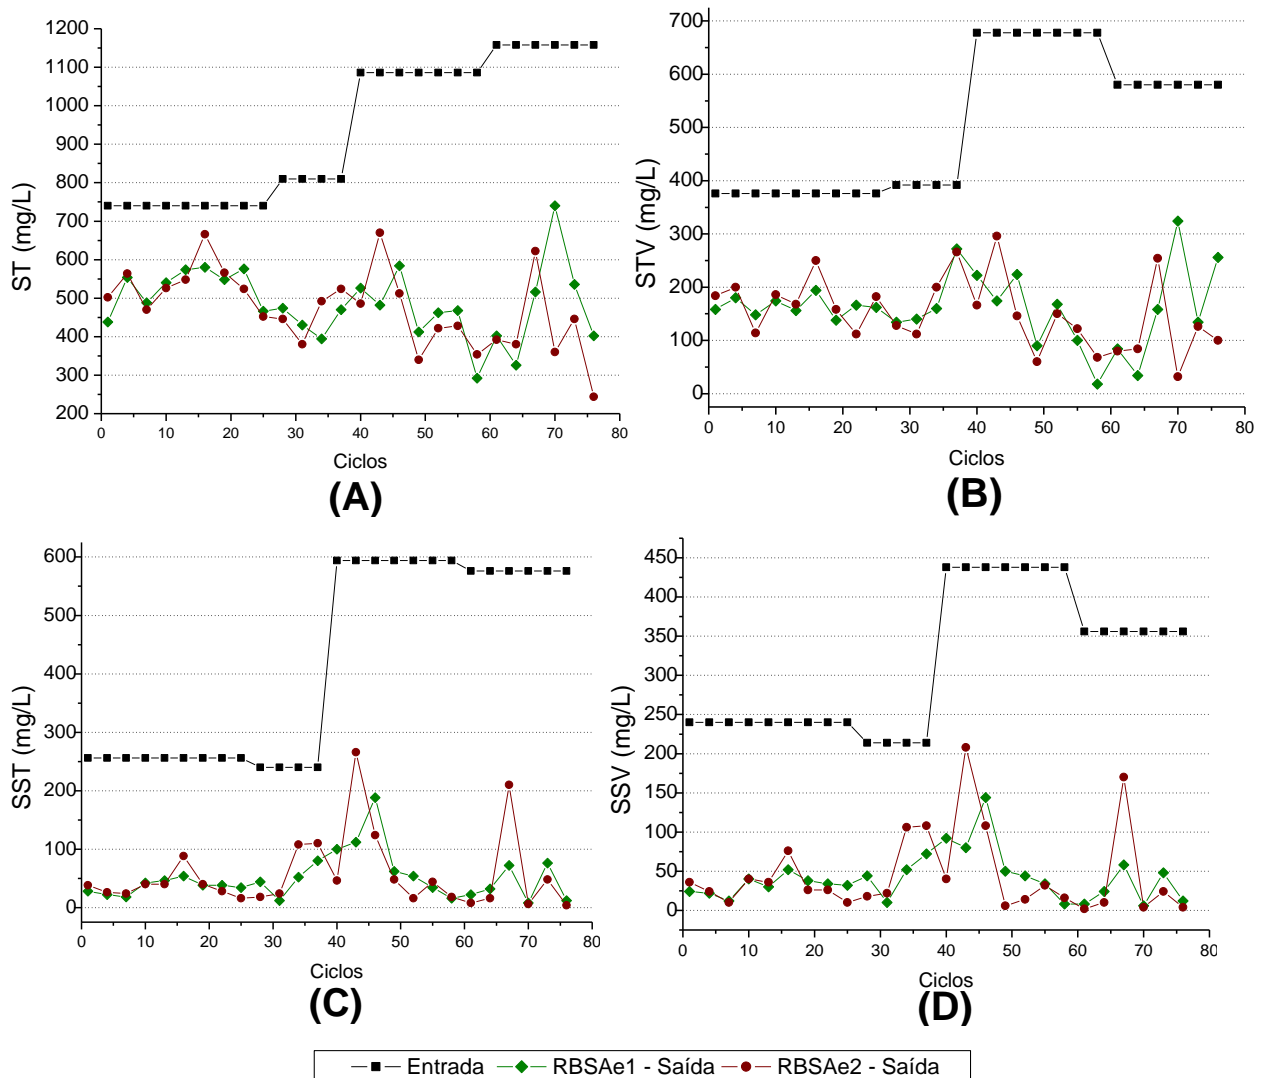 1200
1100
1000
900
800
700
600
500
400
300
200
ST (mg/L)
0 10 20 30 40 50 60 70 80
Ciclos
(A)
700
600
500
400
300
200
100
0
STV (mg/L)
0 10 20 30 40 50 60 70 80
Ciclos
(B)
600
500
400
300
200
100
0
SST (mg/L)
0 10 20 30 40 50 60 70 80
Ciclos
(C)
450
400
350
300
250
200
150
100
50
0
SSV (mg/L)
0 10 20 30 40 50 60 70 80
Ciclos
(D)
Entrada RBSAe1 - Saída RBSAe2 - Saída